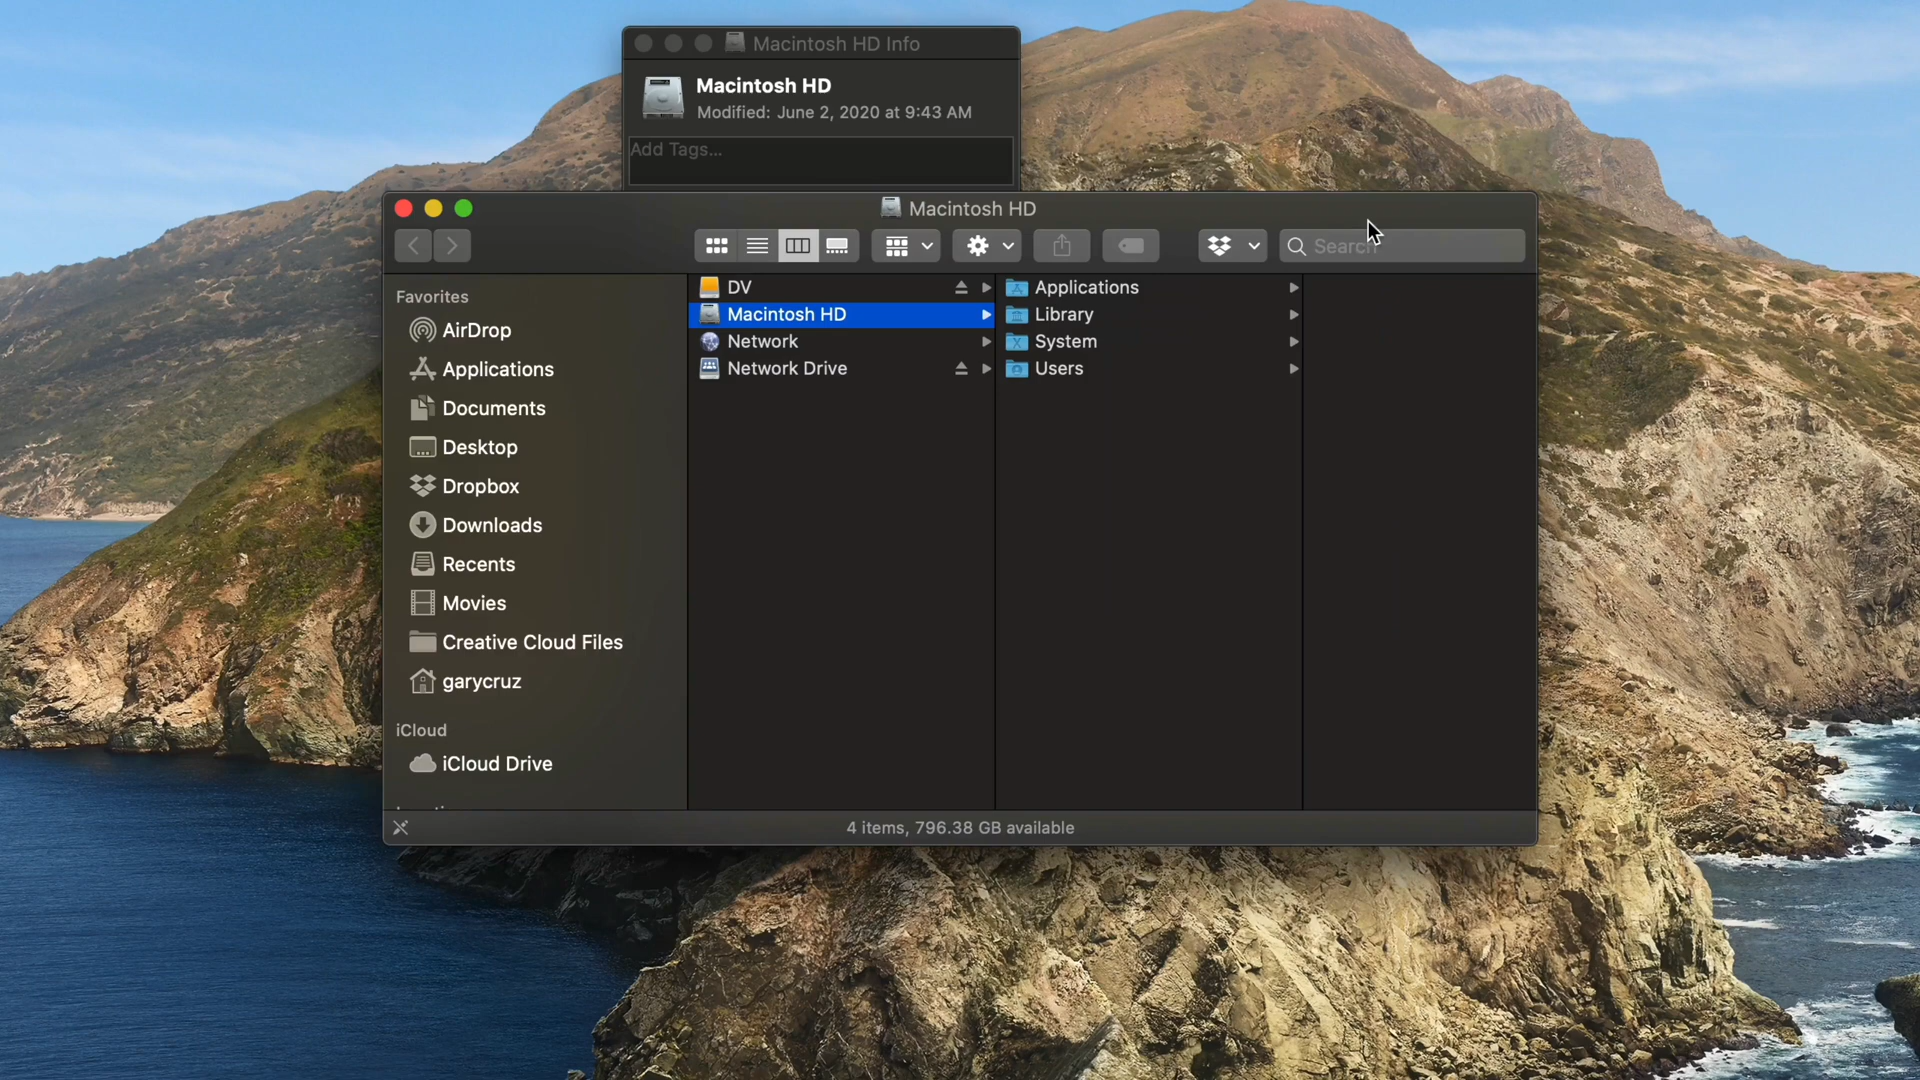 Macintosh HD Info
Macintosh HD
Modified: June 2, 2020 at 9:43 AM
Add Tags...
Macintosh HD
Search
Favorites
AirDrop
Applications
Documents
Desktop
Dropbox
Downloads
Recents
Movies
Creative Cloud Files
garycruz
iCloud
iCloud Drive
DV
Macintosh HD
Network
Network Drive
Applications
Library
System
Users
4 items, 796.38 GB available